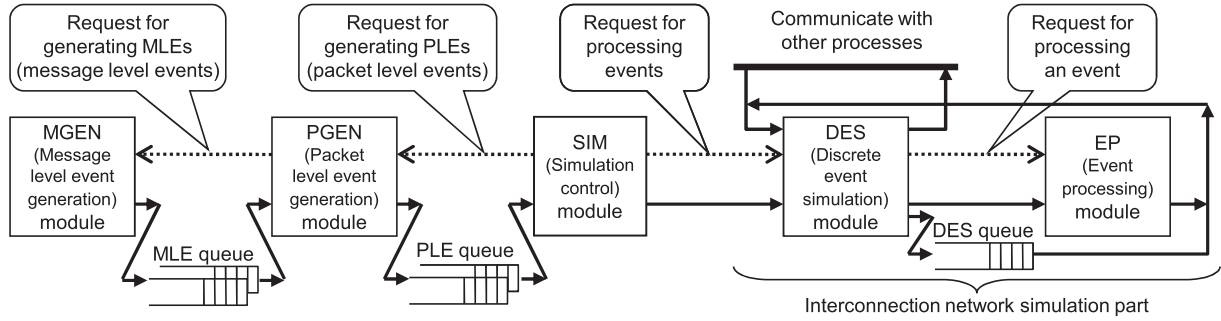 Request for
generating MLEs
(message level events)
Request for
generating PLEs
(packet level events)
Request for
processing
events
Communicate with
other processes
Request for
processing
an event
MGEN
(Message
level event
generation)
module
PGEN
(Packet
level event
generation)
module
SIM
(Simulation
control)
module
DES
(Discrete
event
simulation)
module
EP
(Event
processing)
module
MLE queue
PLE queue
DES queue
Interconnection network simulation part